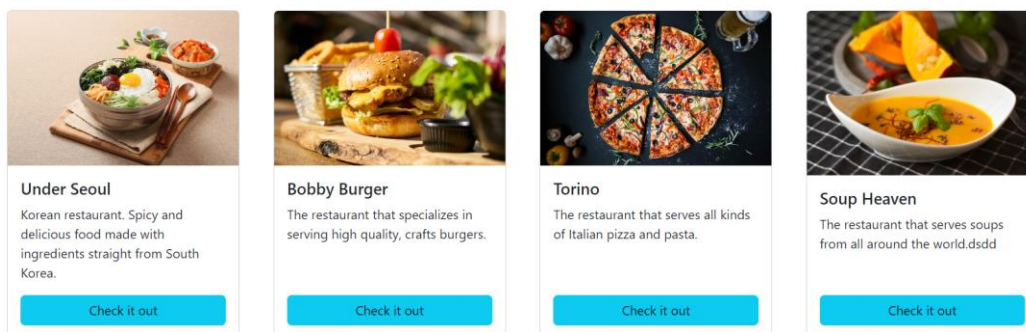 Under Seoul
Korean restaurant. Spicy and
delicious food made with
ingredients straight from South
Korea.
Check it out
Bobby Burger
The restaurant that specializes in
serving high quality, crafts burgers.
Check it out
Torino
The restaurant that serves all kinds
of Italian pizza and pasta.
Check it out
Soup Heaven
The restaurant that serves soups
from all around the world.dsdd
Check it out